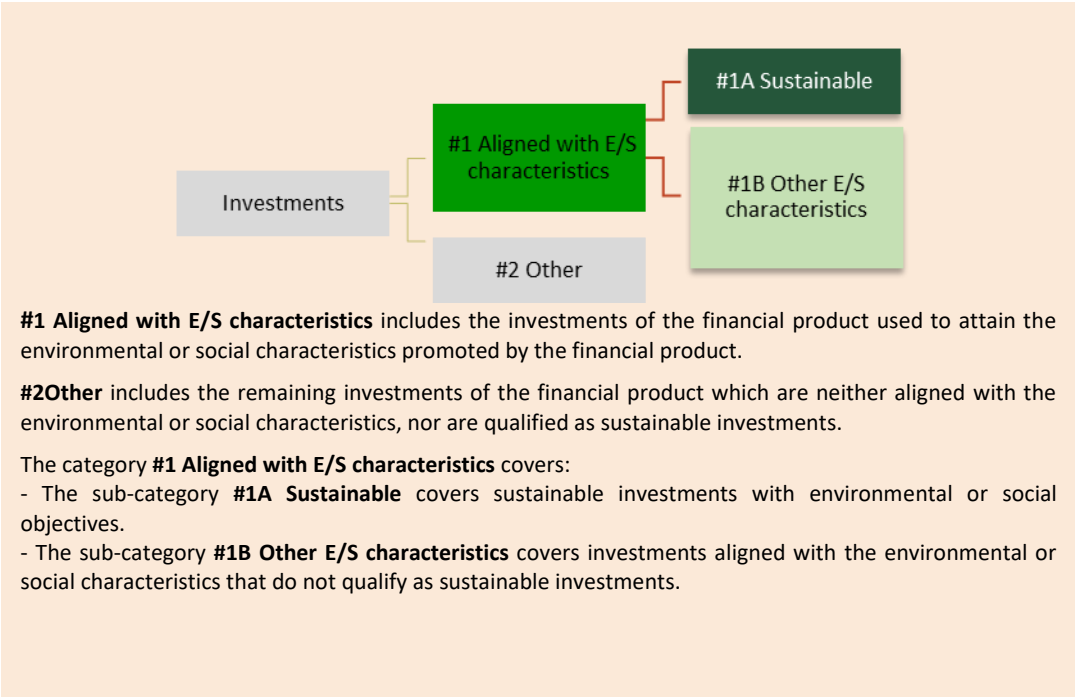 #1A Sustainable
#1 Aligned with E/S
characteristics
#1B Other E/S
characteristics
Investments
#2 Other
#1 Aligned with E/S characteristics includes the investments of the financial product used to attain the
environmental or social characteristics promoted by the financial product.
#2Other includes the remaining investments of the financial product which are neither aligned with the
environmental or social characteristics, nor are qualified as sustainable investments.
The category #1 Aligned with E/S characteristics covers:
- The sub-category #1A Sustainable covers sustainable investments with environmental or social
objectives.
- The sub-category #1B Other E/S characteristics covers investments aligned with the environmental or
social characteristics that do not qualify as sustainable investments.